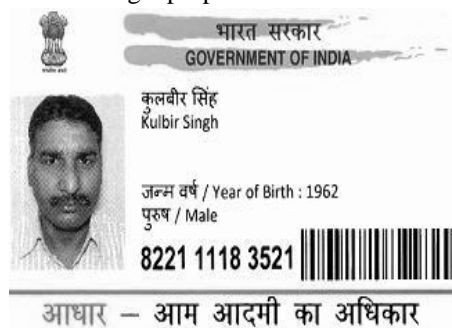 भारत सरकार
GOVERNMENT OF INDIA
कुलबीर सिंह
Kulbir Singh
जन्म वर्ष / Year of Birth : 1962
पुरुष / Male
8221 1118 3521
आधार – आम आदमी का अधिकार